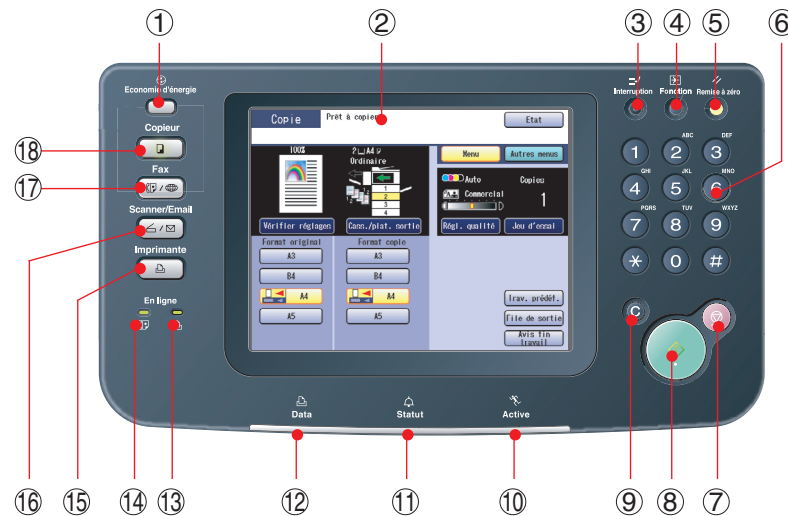 ① ② ③ ④ ⑤ ⑥
Economie d'énergie
Interruption Fonction Remise à zéro
Copie Prêt à copier Etat
Copieur
⑱
100% 2 A4 Ordinaire
Menu Autres menus
1
2
3
4
Auto Copies
Commercial 1
Fax
⑰
Vérifier réglagen Cass./plat. sortie Régl. qualité Jeu d'ensai
Scanner/Email
Format original Format copie
A3 A3
B4 B4
A4 A4
A5 A5
Imprimante
Irav. prédéf.
File de sortie
Avis fin
travail
En ligne
ABC DEF
1 2 3
GHI JKL MNO
4 5 6
PQRS TUV WXYZ
7 8 9
* 0 #
C
Data Statut Active
⑯ ⑮ ⑭ ⑬ ⑫ ⑪ ⑩ ⑨ ⑧ ⑦